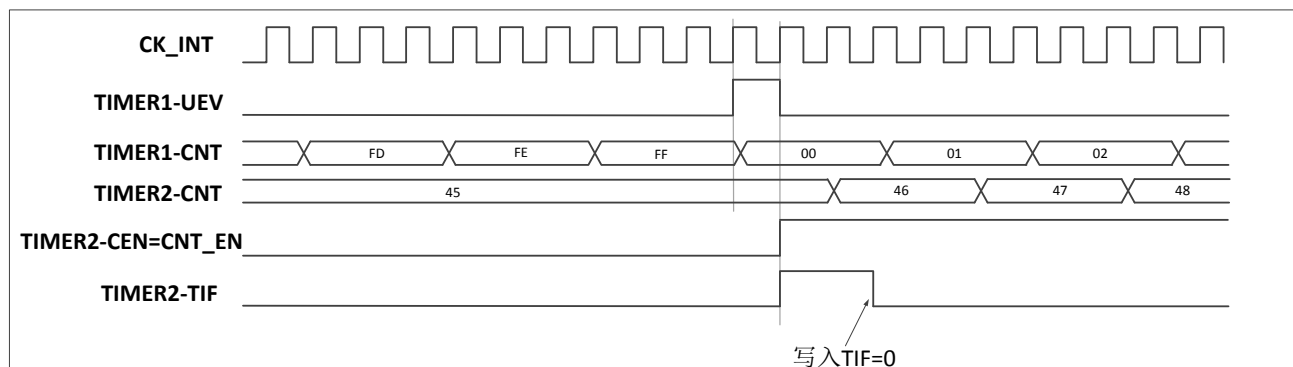 CK_INT
TIMER1-UEV
TIMER1-CNT FD FE FF 00 01 02
TIMER2-CNT 45 46 47 48
TIMER2-CEN=CNT_EN
TIMER2-TIF
写入TIF=0